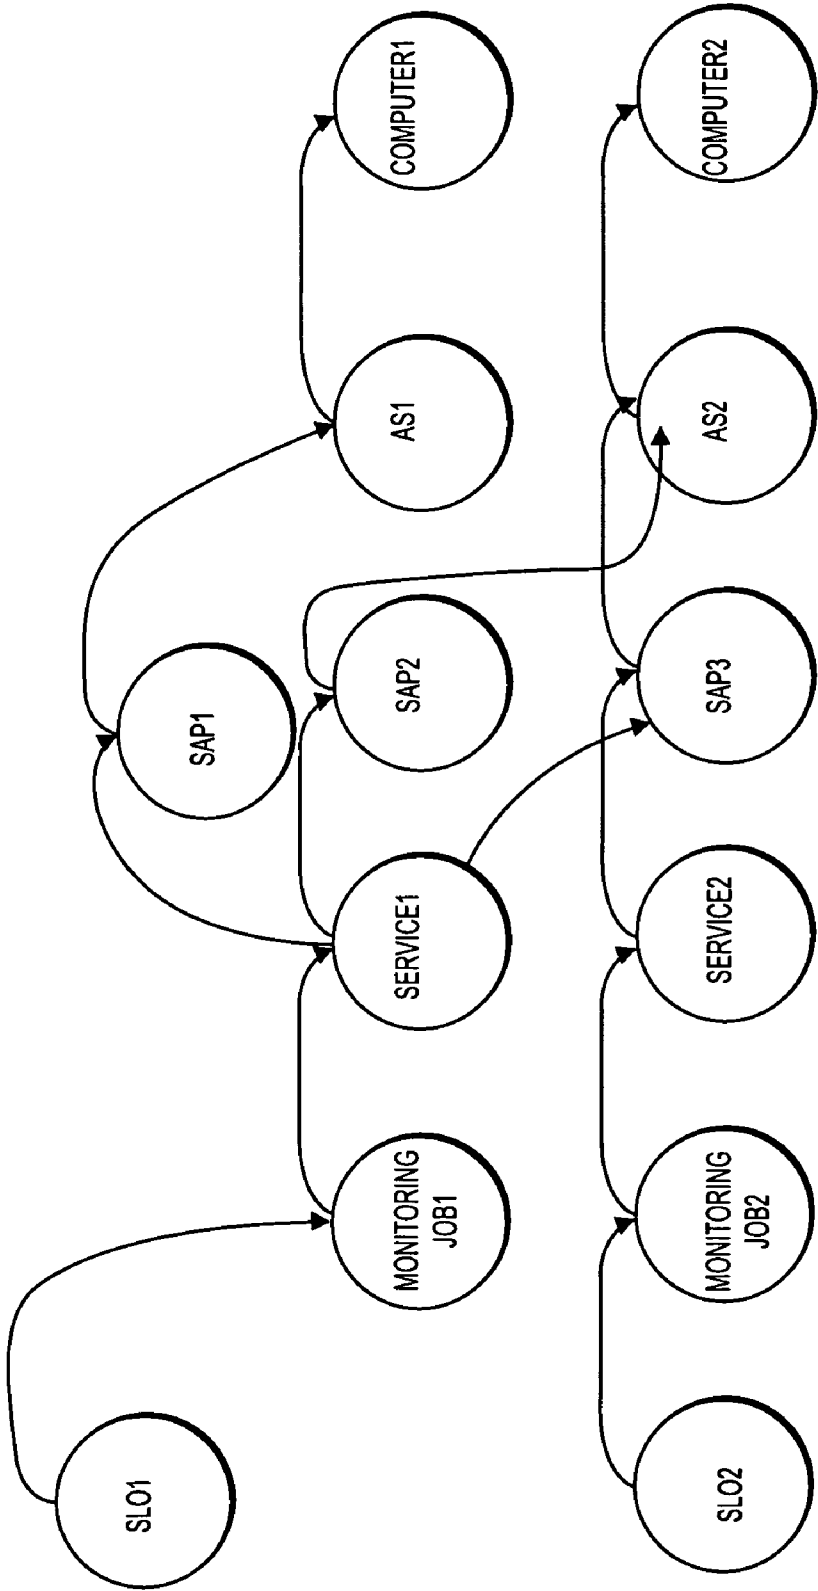 SLO1
MONITORING
JOB1
SERVICE1
SAP1
SAP2
AS1
COMPUTER1
SLO2
MONITORING
JOB2
SERVICE2
SAP3
AS2
COMPUTER2